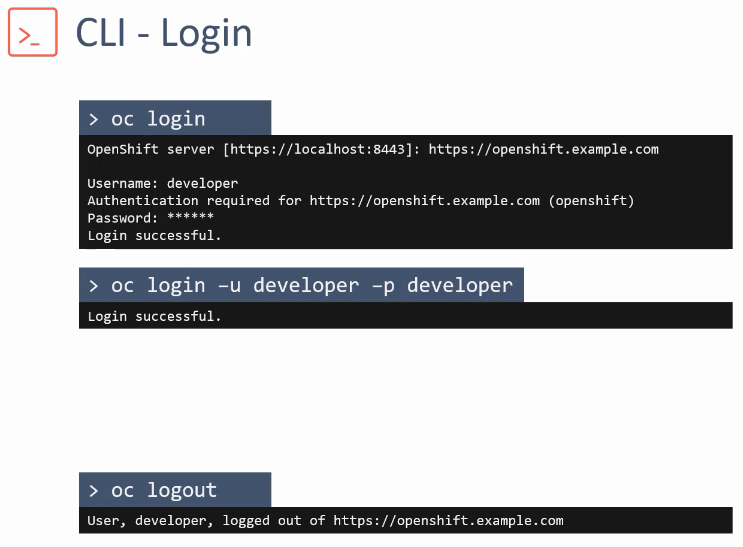 >_
CLI - Login
> oc login
OpenShift server [https://localhost:8443]: https://openshift.example.com
Username: developer
Authentication required for https://openshift.example.com (openshift)
Password: ******
Login successful.
> oc login –u developer –p developer
Login successful.
> oc logout
User, developer, logged out of https://openshift.example.com